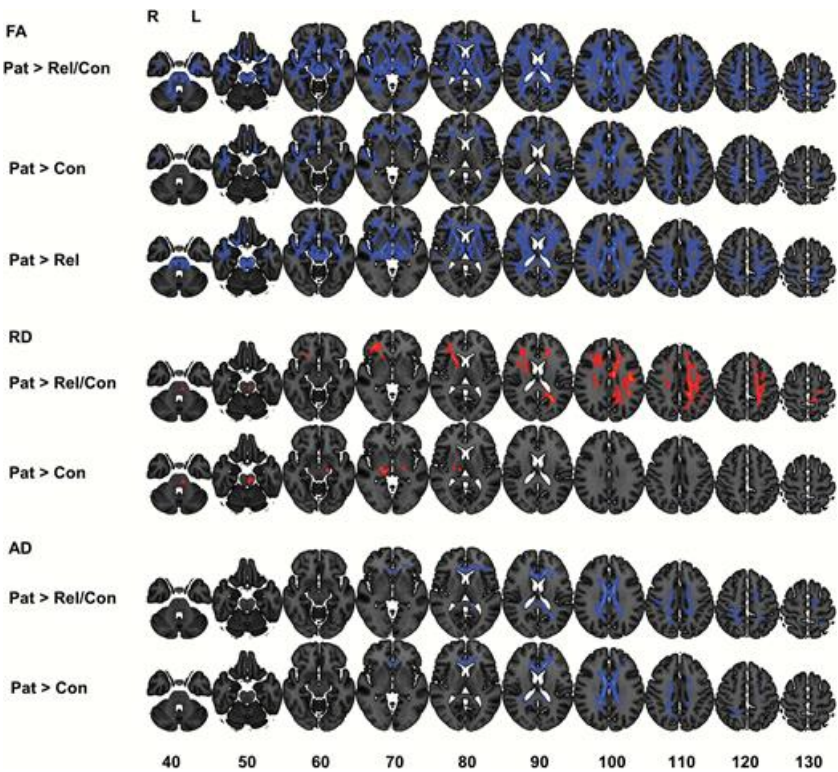 R L
FA
Pat > Rel/Con
Pat > Con
Pat > Rel
RD
Pat > Rel/Con
Pat > Con
AD
Pat > Rel/Con
Pat > Con
40 50 60 70 80 90 100 110 120 130